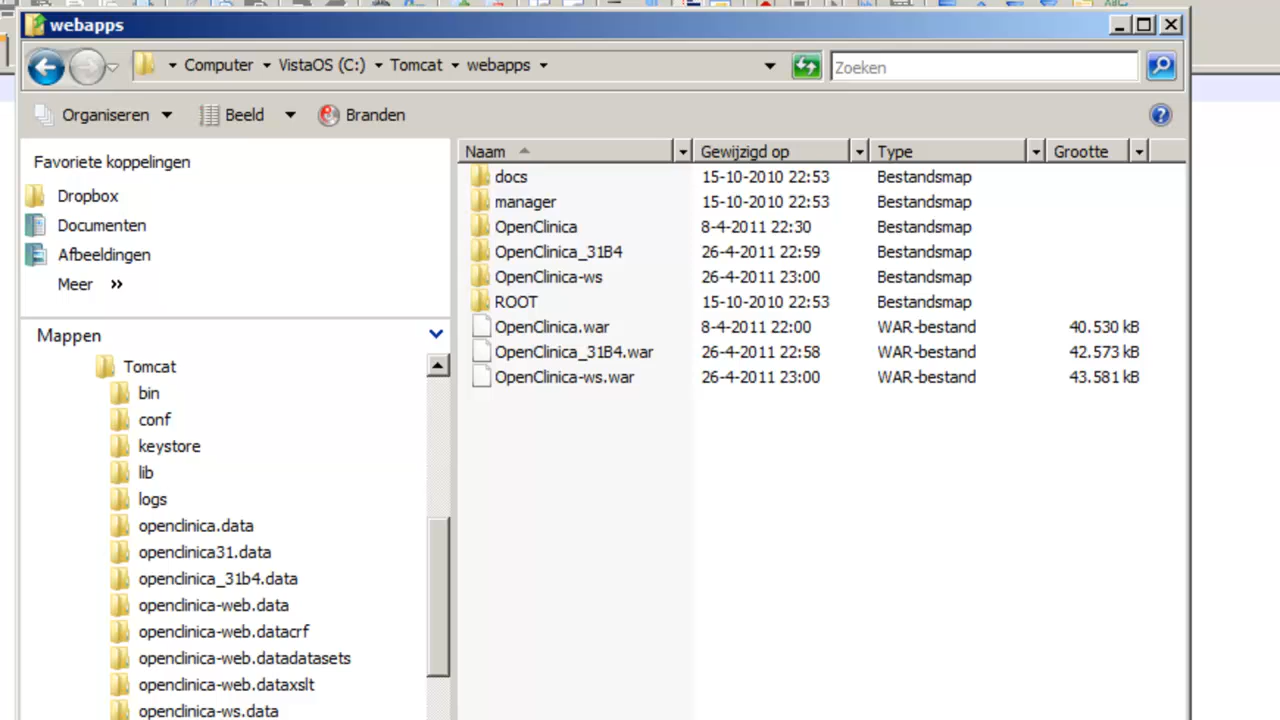 webapps
Computer VistaOS (C:) Tomcat webapps Zoeken
Organiseren Beeld Branden
Favoriete koppelingen
Dropbox
Documenten
Afbeeldingen
Meer »
Mappen
Tomcat
bin
conf
keystore
lib
logs
openclinica.data
openclinica31.data
openclinica_31b4.data
openclinica-web.data
openclinica-web.datacrf
openclinica-web.datadatasets
openclinica-web.dataxslt
openclinica-ws.data
Naam Gewijzigd op Type Grootte
docs 15-10-2010 22:53 Bestandsmap
manager 15-10-2010 22:53 Bestandsmap
OpenClinica 8-4-2011 22:30 Bestandsmap
OpenClinica_31B4 26-4-2011 22:59 Bestandsmap
OpenClinica-ws 26-4-2011 23:00 Bestandsmap
ROOT 15-10-2010 22:53 Bestandsmap
OpenClinica.war 8-4-2011 22:00 WAR-bestand 40.530 kB
OpenClinica_31B4.war 26-4-2011 22:58 WAR-bestand 42.573 kB
OpenClinica-ws.war 26-4-2011 23:00 WAR-bestand 43.581 kB